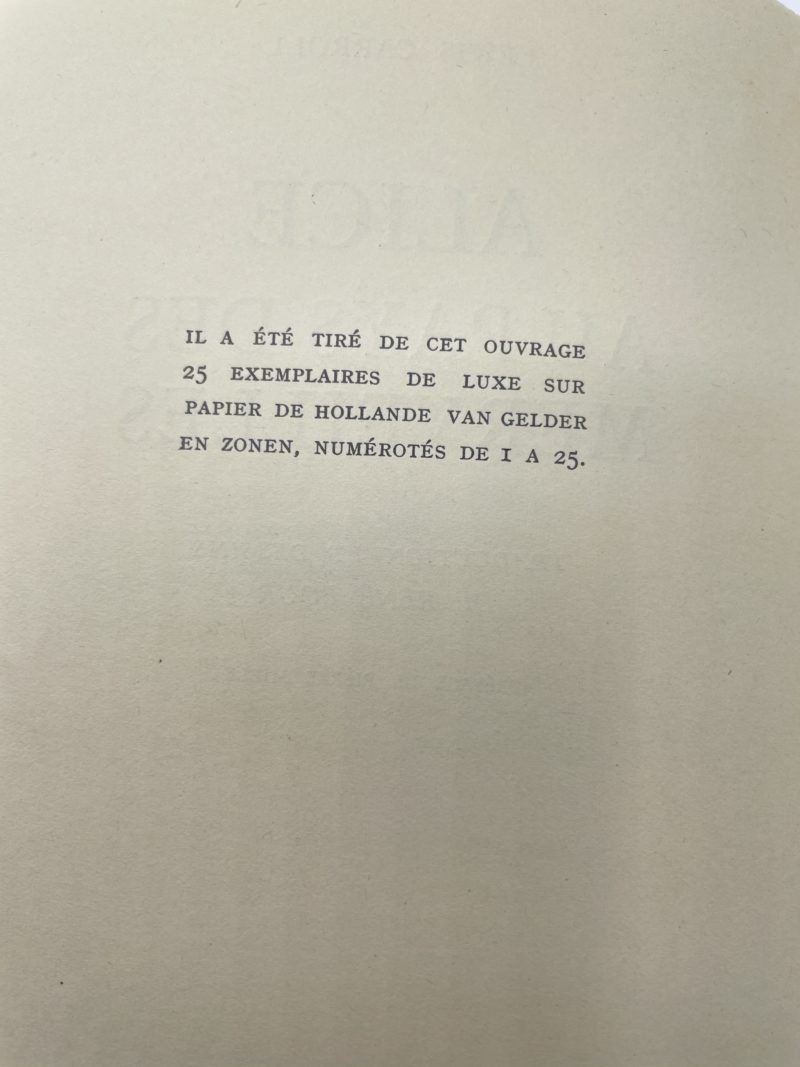 IL A ÉTÉ TIRÉ DE CET OUVRAGE
25 EXEMPLAIRES DE LUXE SUR
PAPIER DE HOLLANDE VAN GELDER
EN ZONEN, NUMÉROTÉS DE I A 25.